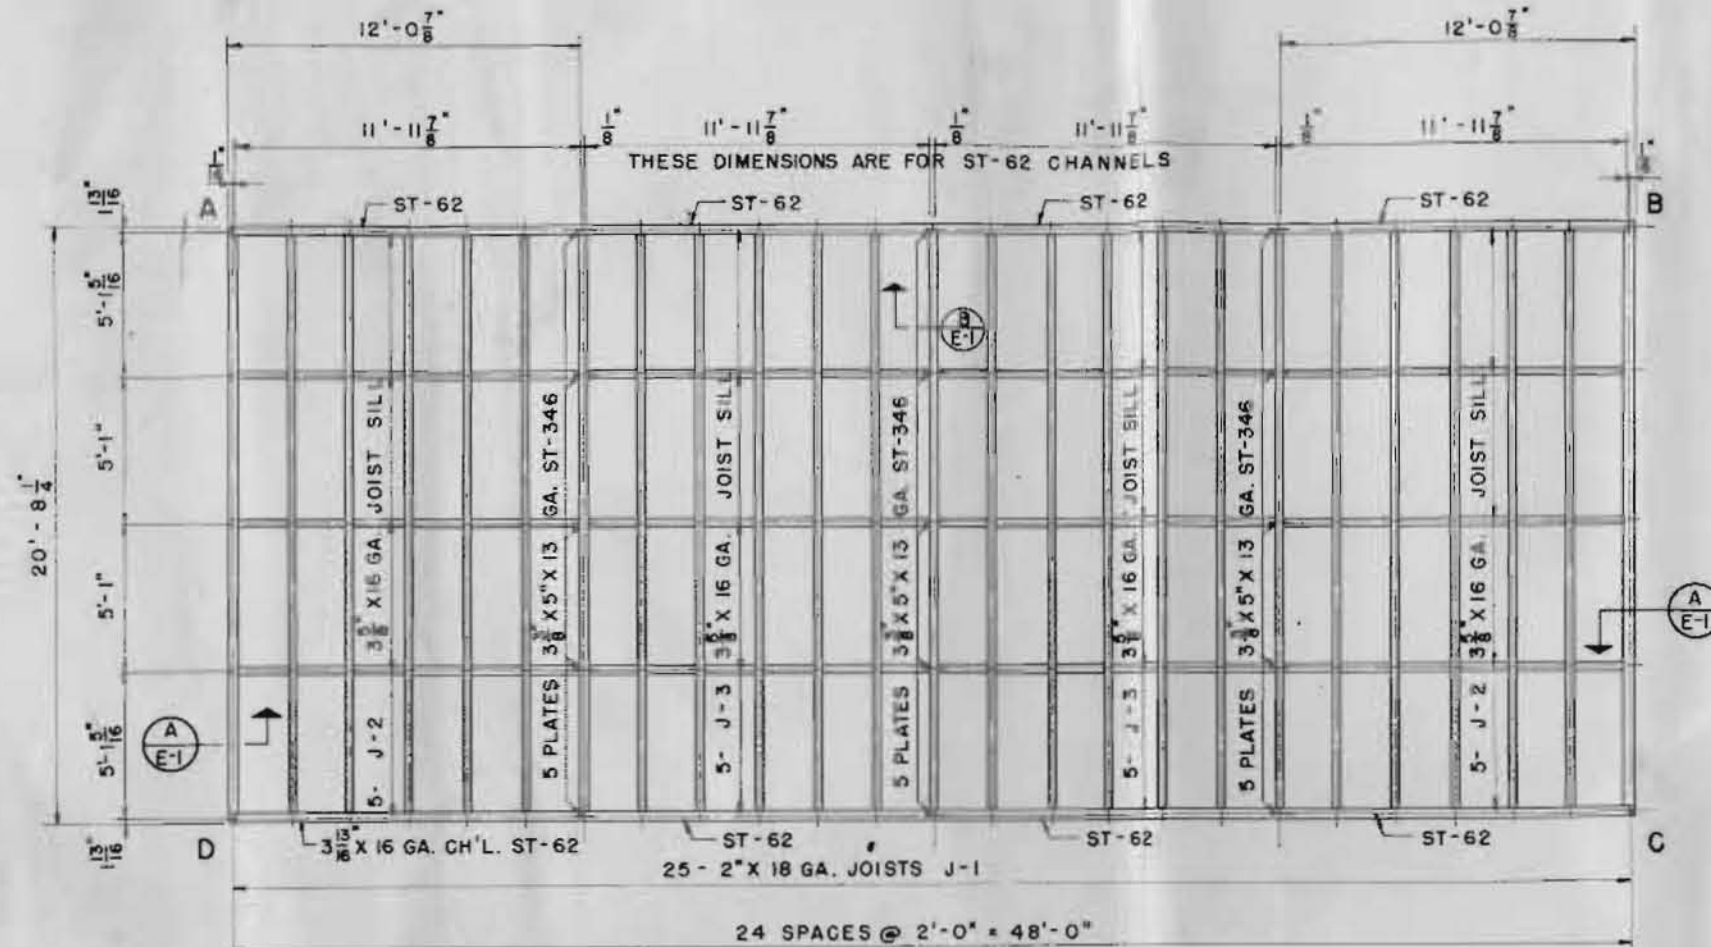 12'-0 7/8"
12'-0 7/8"
11'-11 7/8"
1/8"
11'-11 7/8"
1/8"
11'-11 7/8"
1/8"
11'-11 7/8"
THESE DIMENSIONS ARE FOR ST-62 CHANNELS
1 13/16"
A
ST-62
ST-62
ST-62
ST-62
B
5'-1 5/16"
5'-1"
5'-1"
5'-1 5/16"
1 13/16"
20'-8 1/4"
B
E-1
A
E-1
A
E-1
5- J-2 3 5/8" X 16 GA. JOIST SILL
5 PLATES 3 5/8" X 5" X 13 GA. ST-346
5- J-3 3 5/8" X 16 GA. JOIST SILL
5 PLATES 3 5/8" X 5" X 13 GA. ST-346
5- J-3 3 5/8" X 16 GA. JOIST SILL
5 PLATES 3 5/8" X 5" X 13 GA. ST-346
5- J-2 3 5/8" X 16 GA. JOIST SILL
D
3 13/16" X 16 GA. CH'L. ST-62
ST-62
ST-62
ST-62
C
25 - 2" X 18 GA. JOISTS J-1
24 SPACES @ 2'-0" = 48'-0"